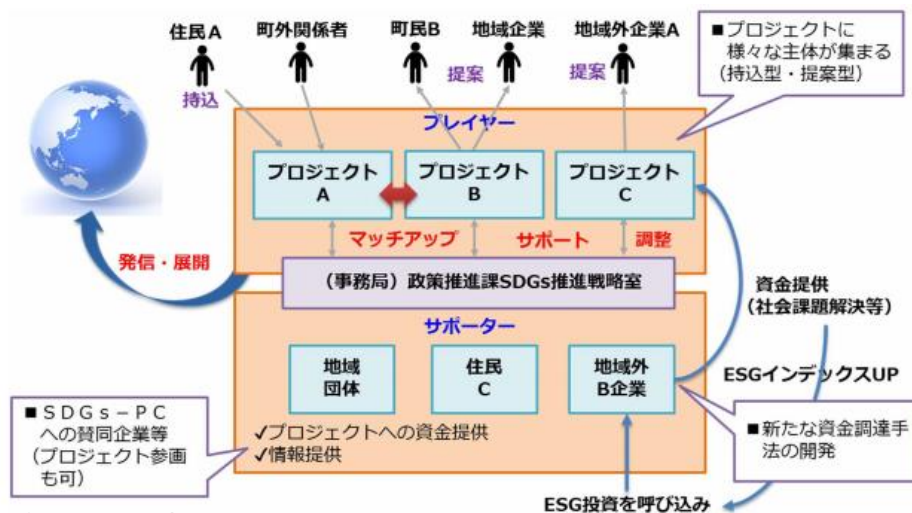 住民A
町外関係者
町民B
地域企業
地域外企業A
■プロジェクトに
様々な主体が集まる
(持込型・提案型)
持込
提案
提案
プレイヤー
プロジェクト
A
プロジェクト
B
プロジェクト
C
マッチアップ
サポート
調整
発信・展開
(事務局)政策推進課SDGs推進戦略室
資金提供
(社会課題解決等)
サポーター
地域
団体
住民
C
地域外
B企業
ESGインデックスUP
■SDGs-PC
への賛同企業等
(プロジェクト参画
も可)
✓プロジェクトへの資金提供
✓情報提供
■新たな資金調達手
法の開発
ESG投資を呼び込み